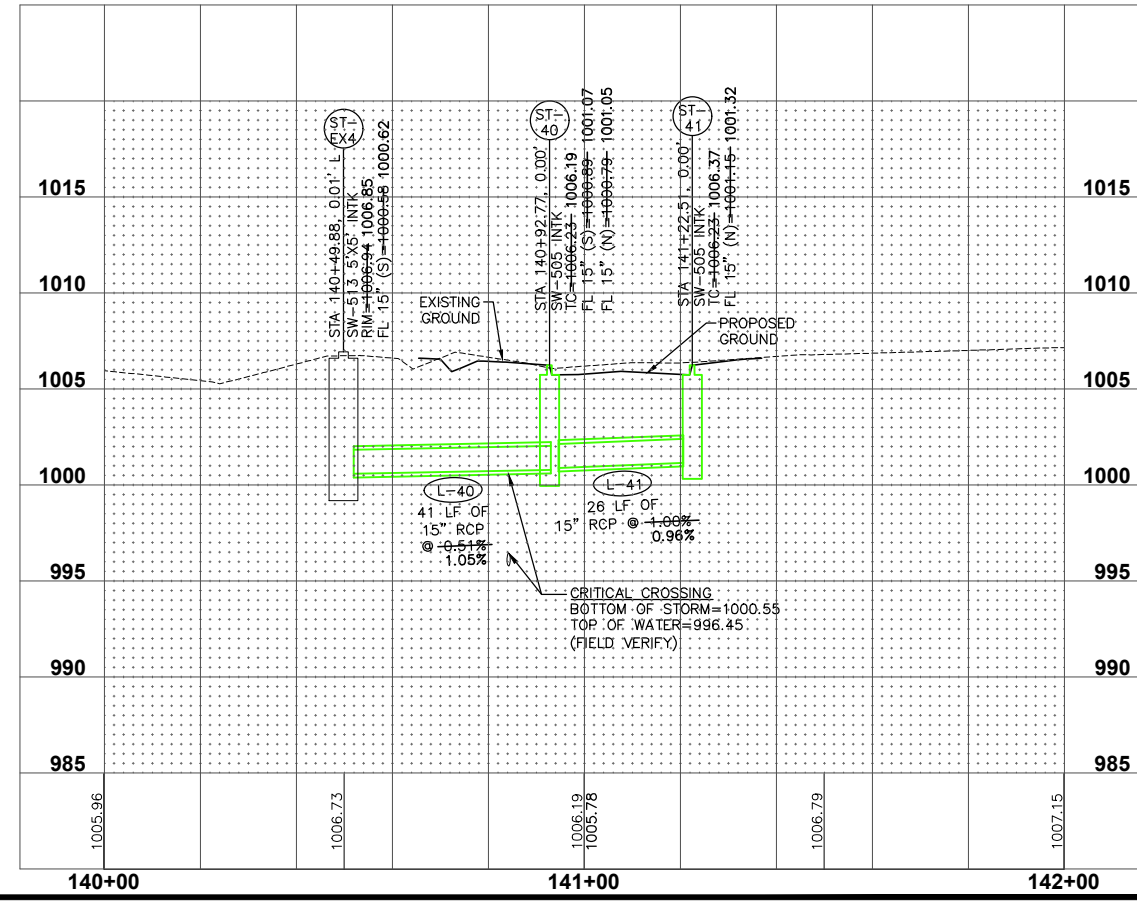 ST-
EX4
STA 140+49.88, 0.01' L
SW-513 5'X5' INTK
RIM=1006.94 1006.85
FL 15" (S)=1000.58 1000.62
ST-
40
STA 140+92.77, 0.00'
SW-505 INTK
TC=1006.23 1006.19
FL 15" (S)=1000.89 1001.07
FL 15" (N)=1000.79 1001.05
ST-
41
STA 141+22.51, 0.00'
SW-505 INTK
TC=1006.23 1006.37
FL 15" (N)=1001.15 1001.32
1015
1015
1010
1010
EXISTING
GROUND
PROPOSED
GROUND
1005
1005
1000
1000
L-40
41 LF OF
15" RCP
@ 0.51%
1.05%
L-41
26 LF OF
15" RCP @ 1.00%
0.96%
995
995
CRITICAL CROSSING
BOTTOM OF STORM=1000.55
TOP OF WATER=996.45
(FIELD VERIFY)
990
990
985
985
1005.96
1006.73
1006.19
1005.78
1006.79
1007.15
140+00
141+00
142+00